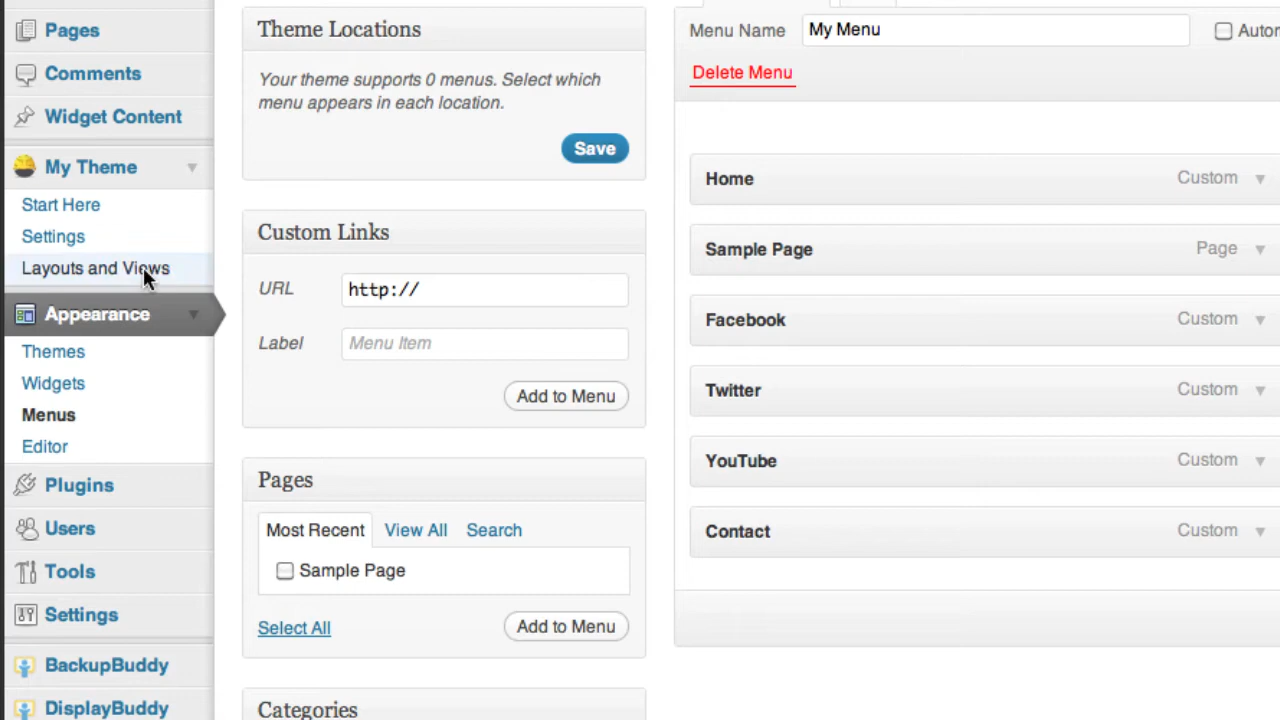 Pages
Comments
Widget Content
My Theme
Start Here
Settings
Layouts and Views
Appearance
Themes
Widgets
Menus
Editor
Plugins
Users
Tools
Settings
BackupBuddy
DisplayBuddy
Theme Locations
Your theme supports 0 menus. Select which
menu appears in each location.
Save
Custom Links
URL http://
Label Menu Item
Add to Menu
Pages
Most Recent View All Search
Sample Page
Select All Add to Menu
Categories
Menu Name My Menu
Delete Menu
Home Custom
Sample Page Page
Facebook Custom
Twitter Custom
YouTube Custom
Contact Custom